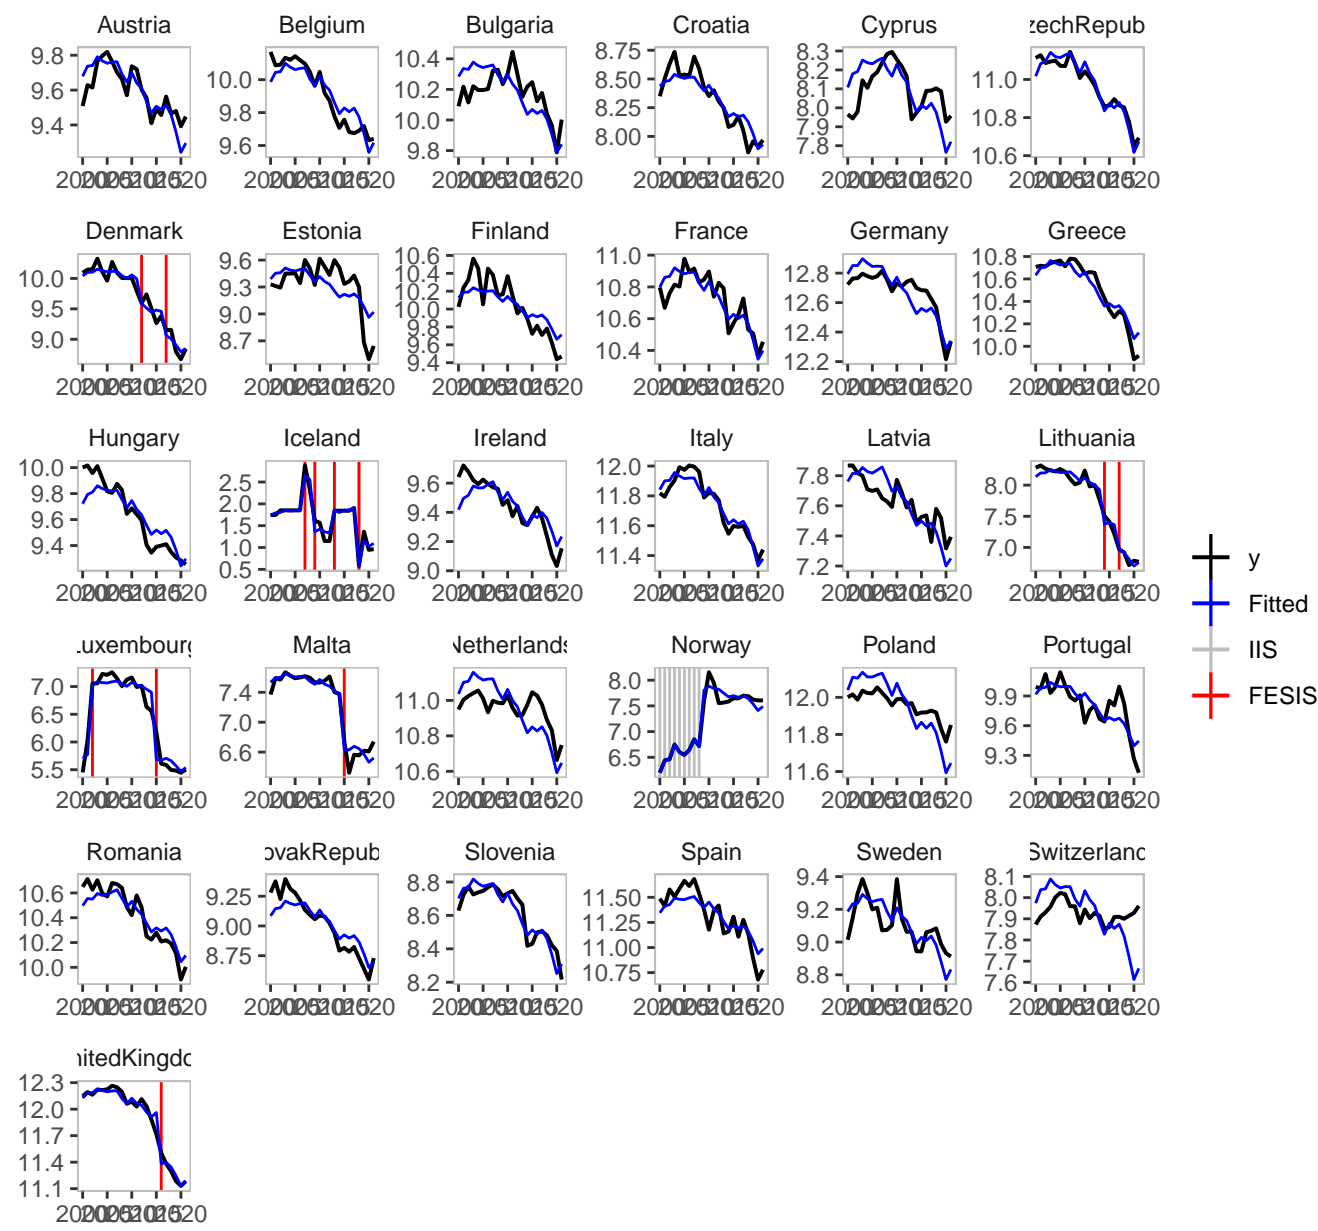 Austria Belgium Bulgaria Croatia Cyprus zechRepub
9.8 9.6 9.4
10.0 9.8 9.6
10.4 10.2 10.0 9.8
8.75 8.50 8.25 8.00
8.3 8.2 8.1 8.0 7.9 7.8
11.0 10.8 10.6
Denmark Estonia Finland France Germany Greece
10.0 9.5 9.0
9.6 9.3 9.0 8.7
10.6 10.4 10.2 10.0 9.8 9.6 9.4
11.0 10.8 10.6 10.4
12.8 12.6 12.4 12.2
10.8 10.6 10.4 10.2 10.0
Hungary Iceland Ireland Italy Latvia Lithuania
10.0 9.8 9.6 9.4
2.5 2.0 1.5 1.0 0.5
9.6 9.4 9.2 9.0
12.0 11.8 11.6 11.4
7.8 7.6 7.4 7.2
8.0 7.5 7.0
y
Fitted
IIS
FESIS
uxembourg Malta Netherlands Norway Poland Portugal
7.0 6.5 6.0 5.5
7.4 7.0 6.6
11.0 10.8 10.6
8.0 7.5 7.0 6.5
12.0 11.8 11.6
9.9 9.6 9.3
Romania ovakRepub Slovenia Spain Sweden Switzerland
10.6 10.4 10.2 10.0
9.25 9.00 8.75
8.8 8.6 8.4 8.2
11.50 11.25 11.00 10.75
9.4 9.2 9.0 8.8
8.1 8.0 7.9 7.8 7.7 7.6
nitedKingdo
12.3 12.0 11.7 11.4 11.1